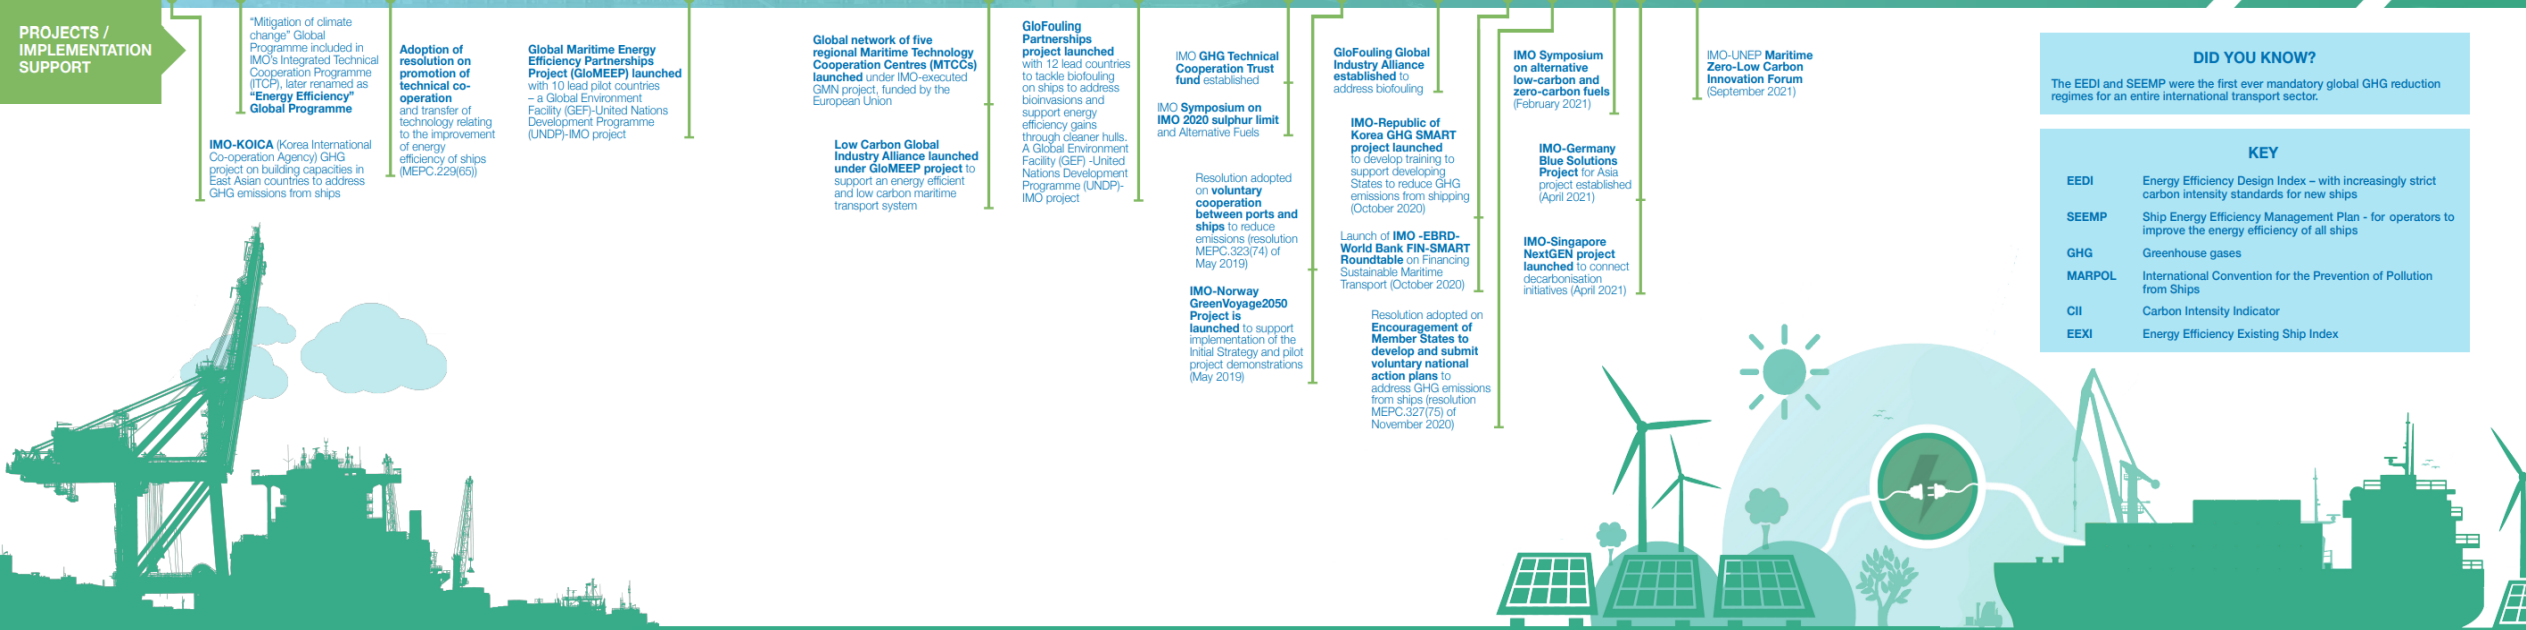 PROJECTS /
IMPLEMENTATION
SUPPORT
“Mitigation of climate
change” Global
Programme included in
IMO’s Integrated Technical
Cooperation Programme
(ITCP), later renamed as
“Energy Efficiency”
Global Programme
IMO-KOICA (Korea International
Co-operation Agency) GHG
project on building capacities in
East Asian countries to address
GHG emissions from ships
Adoption of
resolution on
promotion of
technical co-
operation
and transfer of
technology relating
to the improvement
of energy
efficiency of ships
(MEPC.229(65))
Global Maritime Energy
Efficiency Partnerships
Project (GloMEEP) launched
with 10 lead pilot countries
– a Global Environment
Facility (GEF)-United Nations
Development Programme
(UNDP)-IMO project
Global network of five
regional Maritime Technology
Cooperation Centres (MTCCs)
launched under IMO-executed
GMN project, funded by the
European Union
Low Carbon Global
Industry Alliance launched
under GloMEEP project to
support an energy efficient
and low carbon maritime
transport system
GloFouling
Partnerships
project launched
with 12 lead countries
to tackle biofouling
on ships to address
bioinvasions and
support energy
efficiency gains
through cleaner hulls.
A Global Environment
Facility (GEF) -United
Nations Development
Programme (UNDP)-
IMO project
IMO GHG Technical
Cooperation Trust
fund established
IMO Symposium on
IMO 2020 sulphur limit
and Alternative Fuels
Resolution adopted
on voluntary
cooperation
between ports and
ships to reduce
emissions (resolution
MEPC.323(74) of
May 2019)
IMO-Norway
GreenVoyage2050
Project is
launched to support
implementation of the
Initial Strategy and pilot
project demonstrations
(May 2019)
GloFouling Global
Industry Alliance
established to
address biofouling
IMO-Republic of
Korea GHG SMART
project launched
to develop training to
support developing
States to reduce GHG
emissions from shipping
(October 2020)
Launch of IMO -EBRD-
World Bank FIN-SMART
Roundtable on Financing
Sustainable Maritime
Transport (October 2020)
Resolution adopted on
Encouragement of
Member States to
develop and submit
voluntary national
action plans to
address GHG emissions
from ships (resolution
MEPC.327(75) of
November 2020)
IMO Symposium
on alternative
low-carbon and
zero-carbon fuels
(February 2021)
IMO-Germany
Blue Solutions
Project for Asia
project established
(April 2021)
IMO-Singapore
NextGEN project
launched to connect
decarbonisation
initiatives (April 2021)
IMO-UNEP Maritime
Zero-Low Carbon
Innovation Forum
(September 2021)
DID YOU KNOW?
The EEDI and SEEMP were the first ever mandatory global GHG reduction
regimes for an entire international transport sector.
KEY
EEDI Energy Efficiency Design Index – with increasingly strict
carbon intensity standards for new ships
SEEMP Ship Energy Efficiency Management Plan - for operators to
improve the energy efficiency of all ships
GHG Greenhouse gases
MARPOL International Convention for the Prevention of Pollution
from Ships
CII Carbon Intensity Indicator
EEXI Energy Efficiency Existing Ship Index